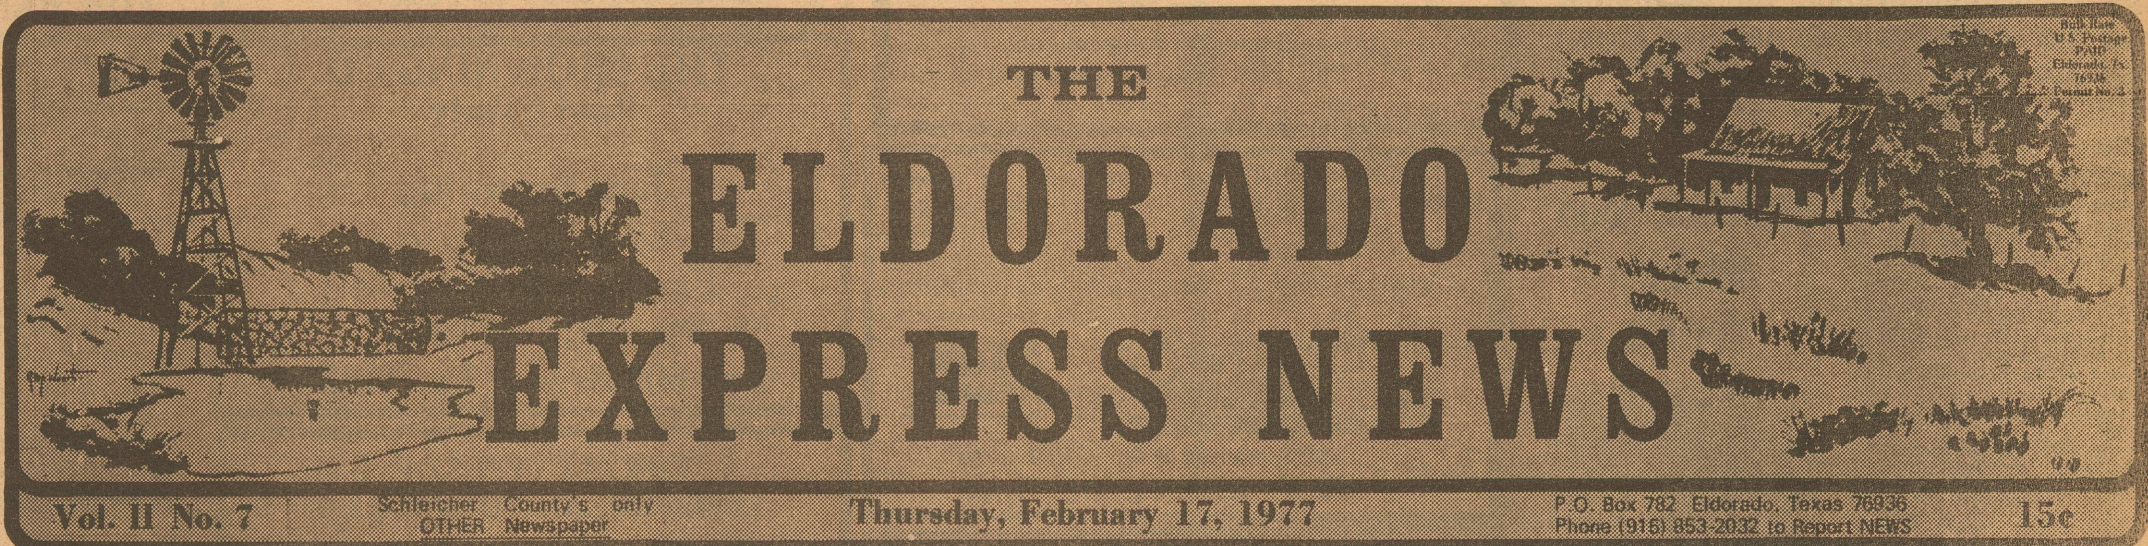 Bulk Rate
U.S. Postage
PAID
Eldorado, Tx.
76936
Permit No.
THE
ELDORADO
EXPRESS NEWS
Vol. II No. 7
Schleicher County's only
OTHER Newspaper
Thursday, February 17, 1977
P.O. Box 782 Eldorado, Texas 76936
Phone (915) 853-2032 to Report NEWS
15¢